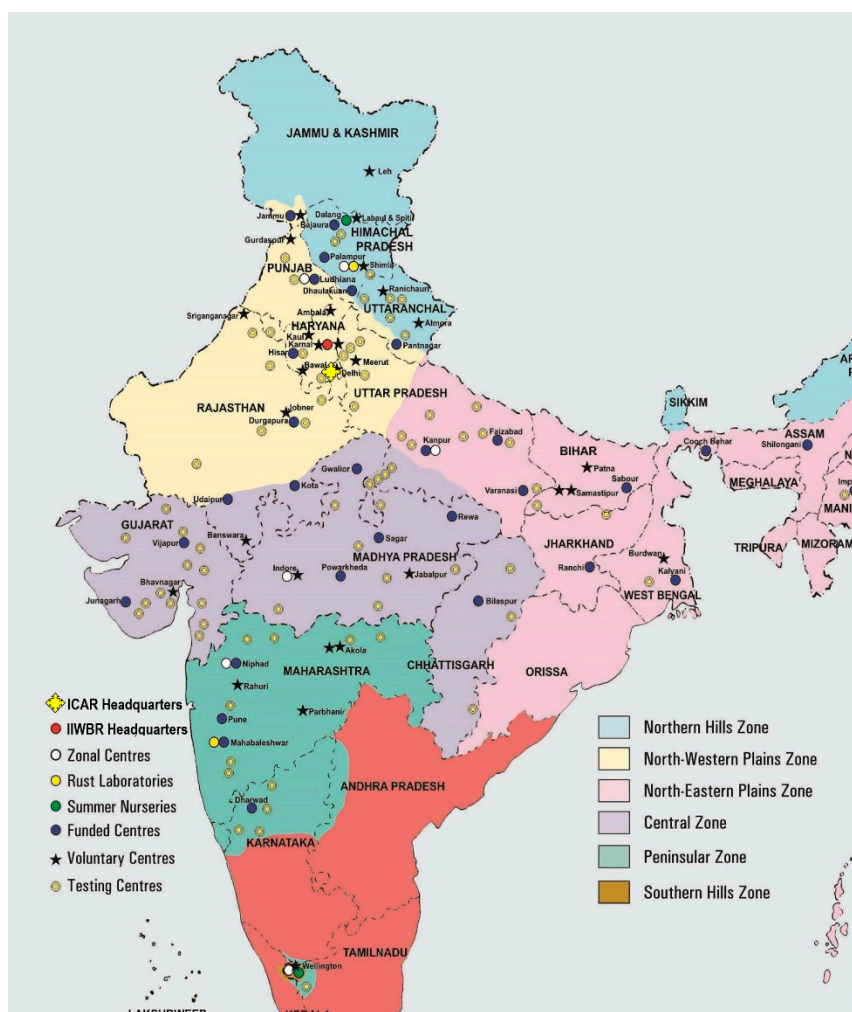 JAMMU & KASHMIR
Leh
Jammu
Dalang
Lahaul & Spiti
Bajaura
HIMACHAL
PRADESH
Gurdaspur
Palampur
Shimla
PUNJAB
Ludhiana
Dhaulakuan
Ranichauri
UTTARANCHAL
Sriganganagar
Ambala
Almora
HARYANA
Kaul
Karnal
Pantnagar
Hisar
Meerut
Bawal
Delhi
UTTAR PRADESH
RAJASTHAN
Jobner
Durgapura
SIKKIM
Faizabad
Kanpur
BIHAR
Cooch Behar
ASSAM
Shilongani
Gwalior
Patna
Kota
Varanasi
Samastipur
Sabour
MEGHALAYA
Udaipur
Rewa
MANI
GUJARAT
Banswara
Sagar
Vijapur
MADHYA PRADESH
JHARKHAND
TRIPURA
MIZORAM
Burdwan
Indore
Powarkheda
Jabalpur
Ranchi
Kalyani
WEST BENGAL
Bhavnagar
Junagarh
Bilaspur
Akola
Niphad
MAHARASHTRA
CHHATTISGARH
ORISSA
Rahuri
Parbhani
Pune
Mahabaleshwar
ANDHRA PRADESH
Dharwad
KARNATAKA
TAMILNADU
Wellington
ICAR Headquarters
IIWBR Headquarters
Zonal Centres
Rust Laboratories
Summer Nurseries
Funded Centres
Voluntary Centres
Testing Centres
Northern Hills Zone
North-Western Plains Zone
North-Eastern Plains Zone
Central Zone
Peninsular Zone
Southern Hills Zone